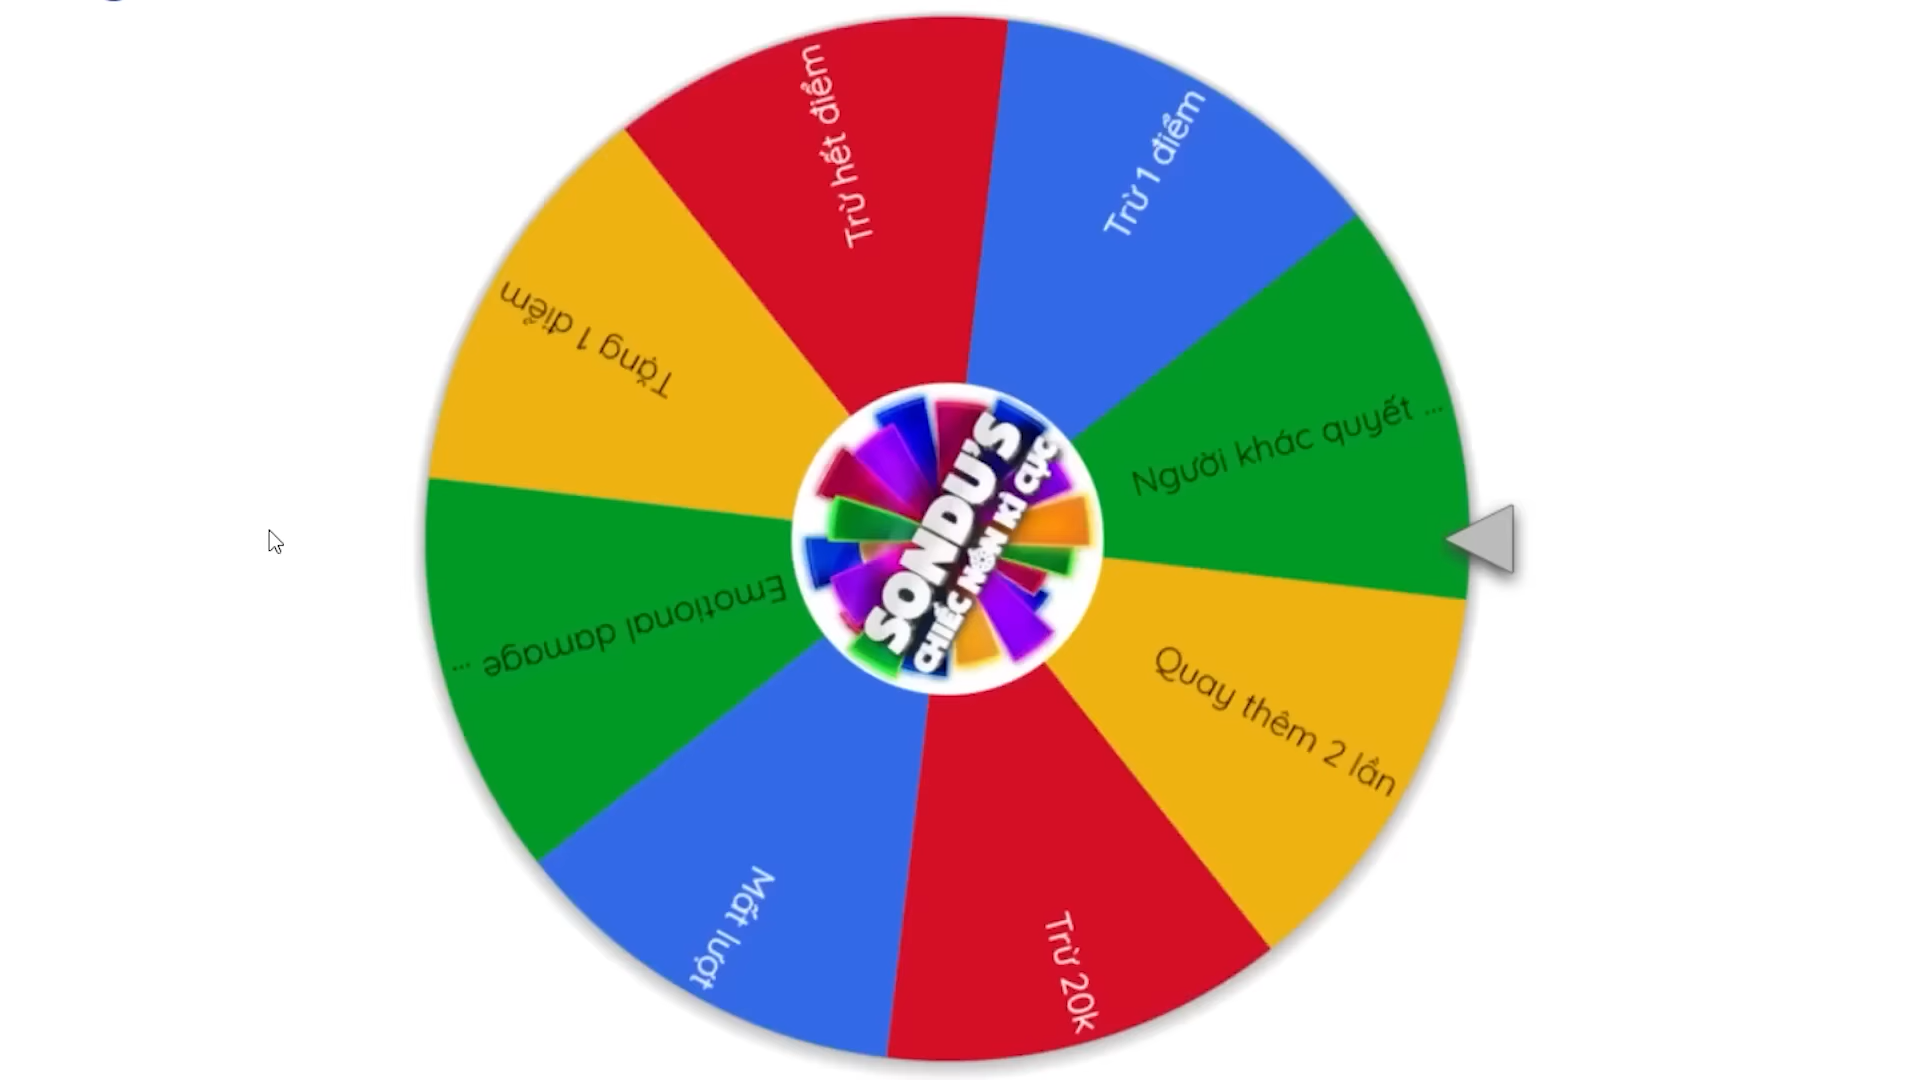 Trừ hết điểm
Trừ 1 điểm
Tặng 1 điểm
Người khác quyết ...
SONDU'S
CHIẾC NÓN KÌ CỤC
Emotional damage ...
Quay thêm 2 lần
Mất lượt
Trừ 20k